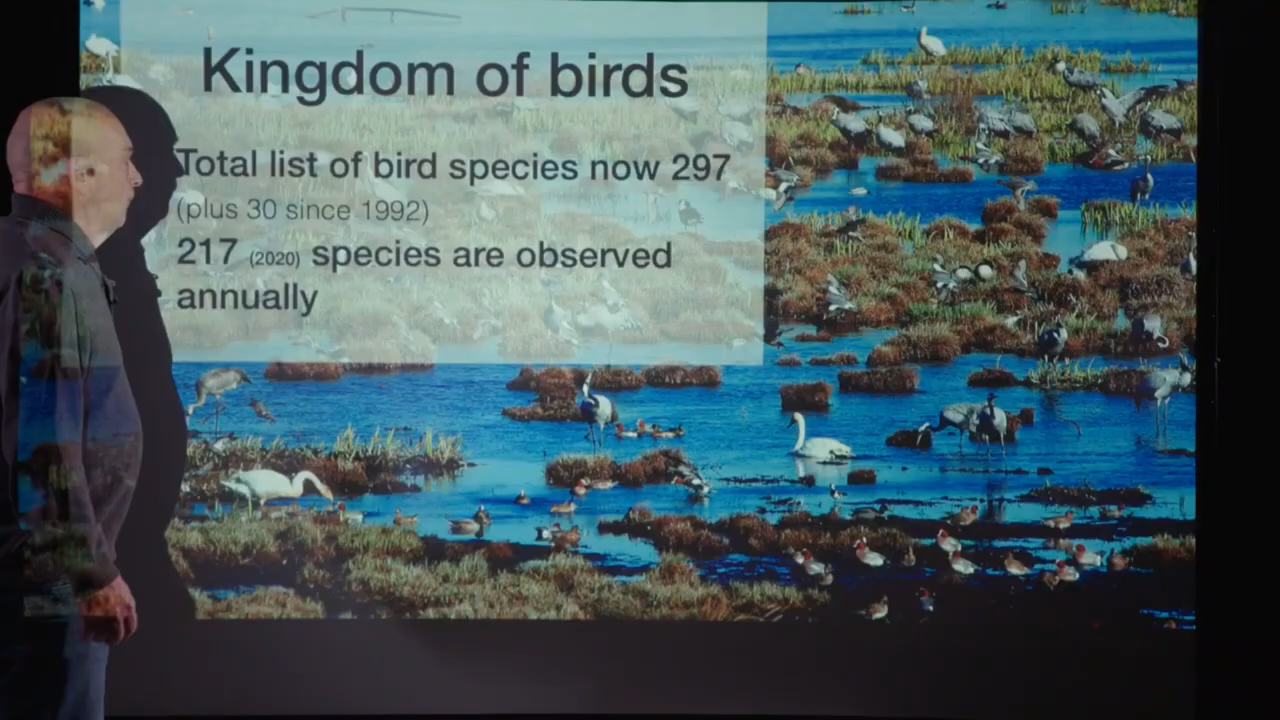 Kingdom of birds
Total list of bird species now 297
(plus 30 since 1992)
217 (2020) species are observed
annually